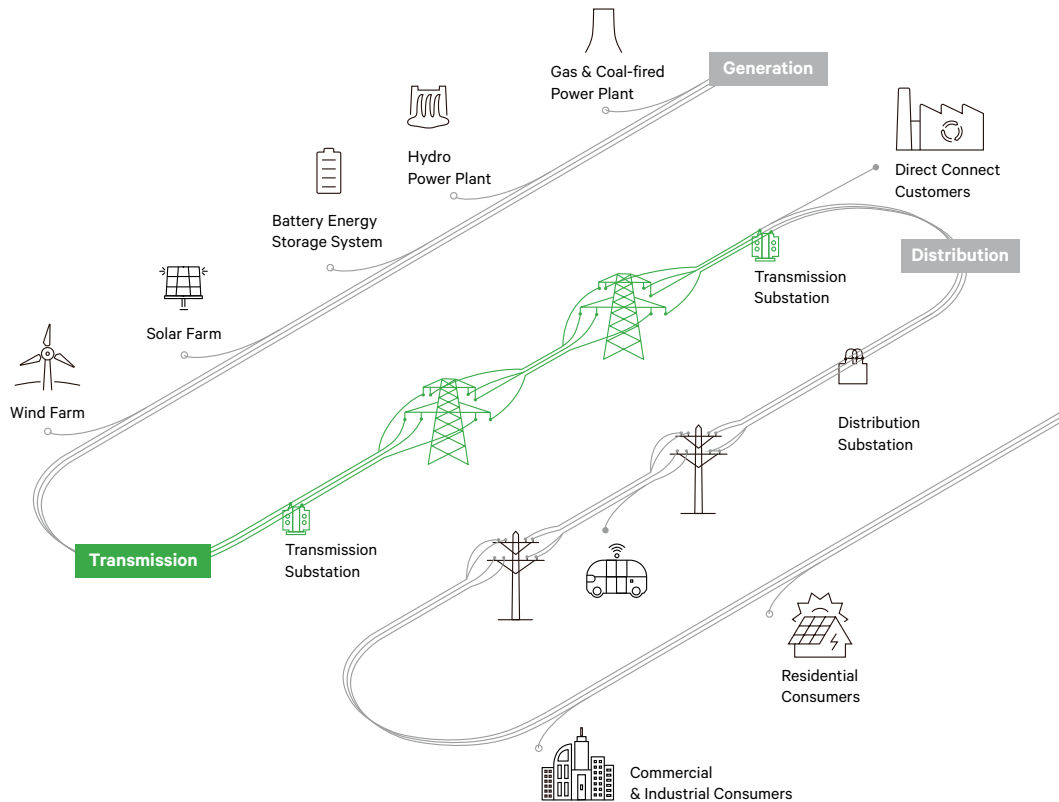 Generation
Gas & Coal-fired
Power Plant
Hydro
Power Plant
Battery Energy
Storage System
Solar Farm
Wind Farm
Transmission
Transmission
Substation
Transmission
Substation
Direct Connect
Customers
Distribution
Distribution
Substation
Residential
Consumers
Commercial
& Industrial Consumers